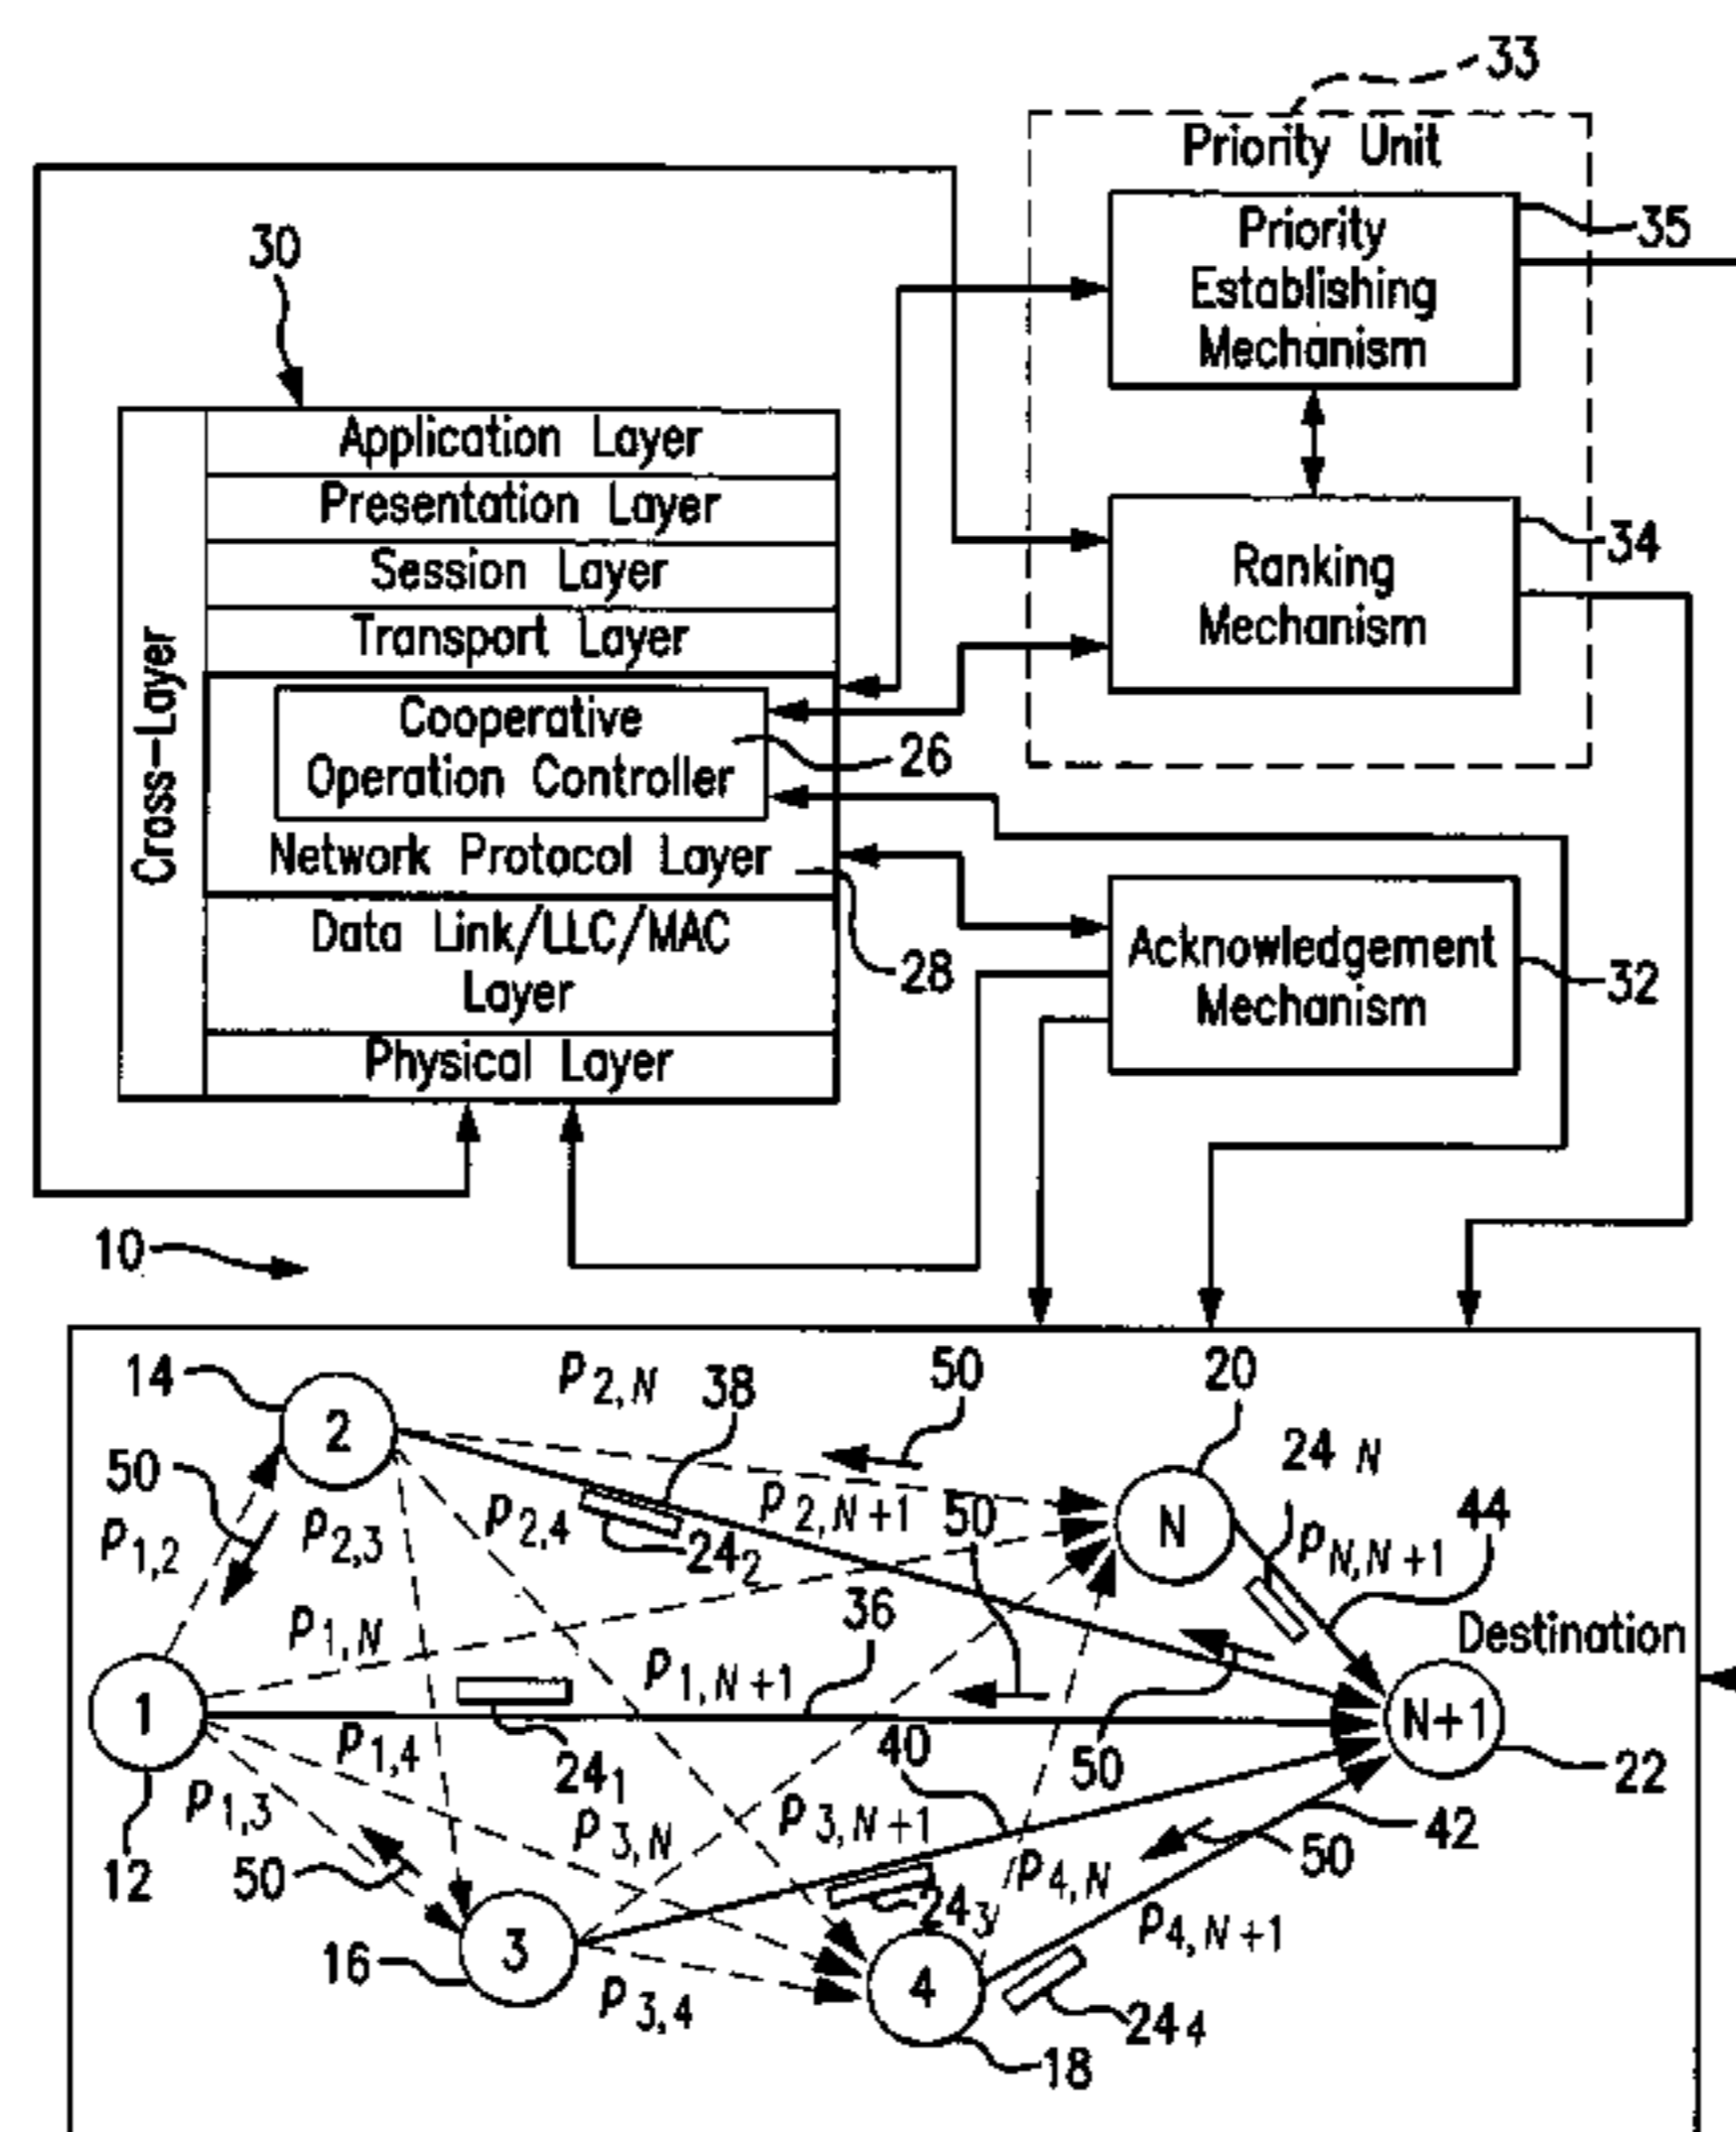 33
Priority Unit
Priority
Establishing
Mechanism
35
30
Application Layer
Presentation Layer
Session Layer
Transport Layer
Cross-Layer
Cooperative
Operation Controller
26
Network Protocol Layer
28
Data Link/LLC/MAC
Layer
Physical Layer
Ranking
Mechanism
34
Acknowledgement
Mechanism
32
10
14
2
P2,N
38
50
20
24 N
50
P1,2
P2,3
P2,4
242
P2,N+1
50
N
PN,N+1
44
P1,N
36
Destination
1
P1,N+1
N+1
P1,4
241
40
50
22
P1,3
12
50
P3,N
P3,N+1
42
P4,N
50
243
P4,N+1
16
3
P3,4
4
244
18